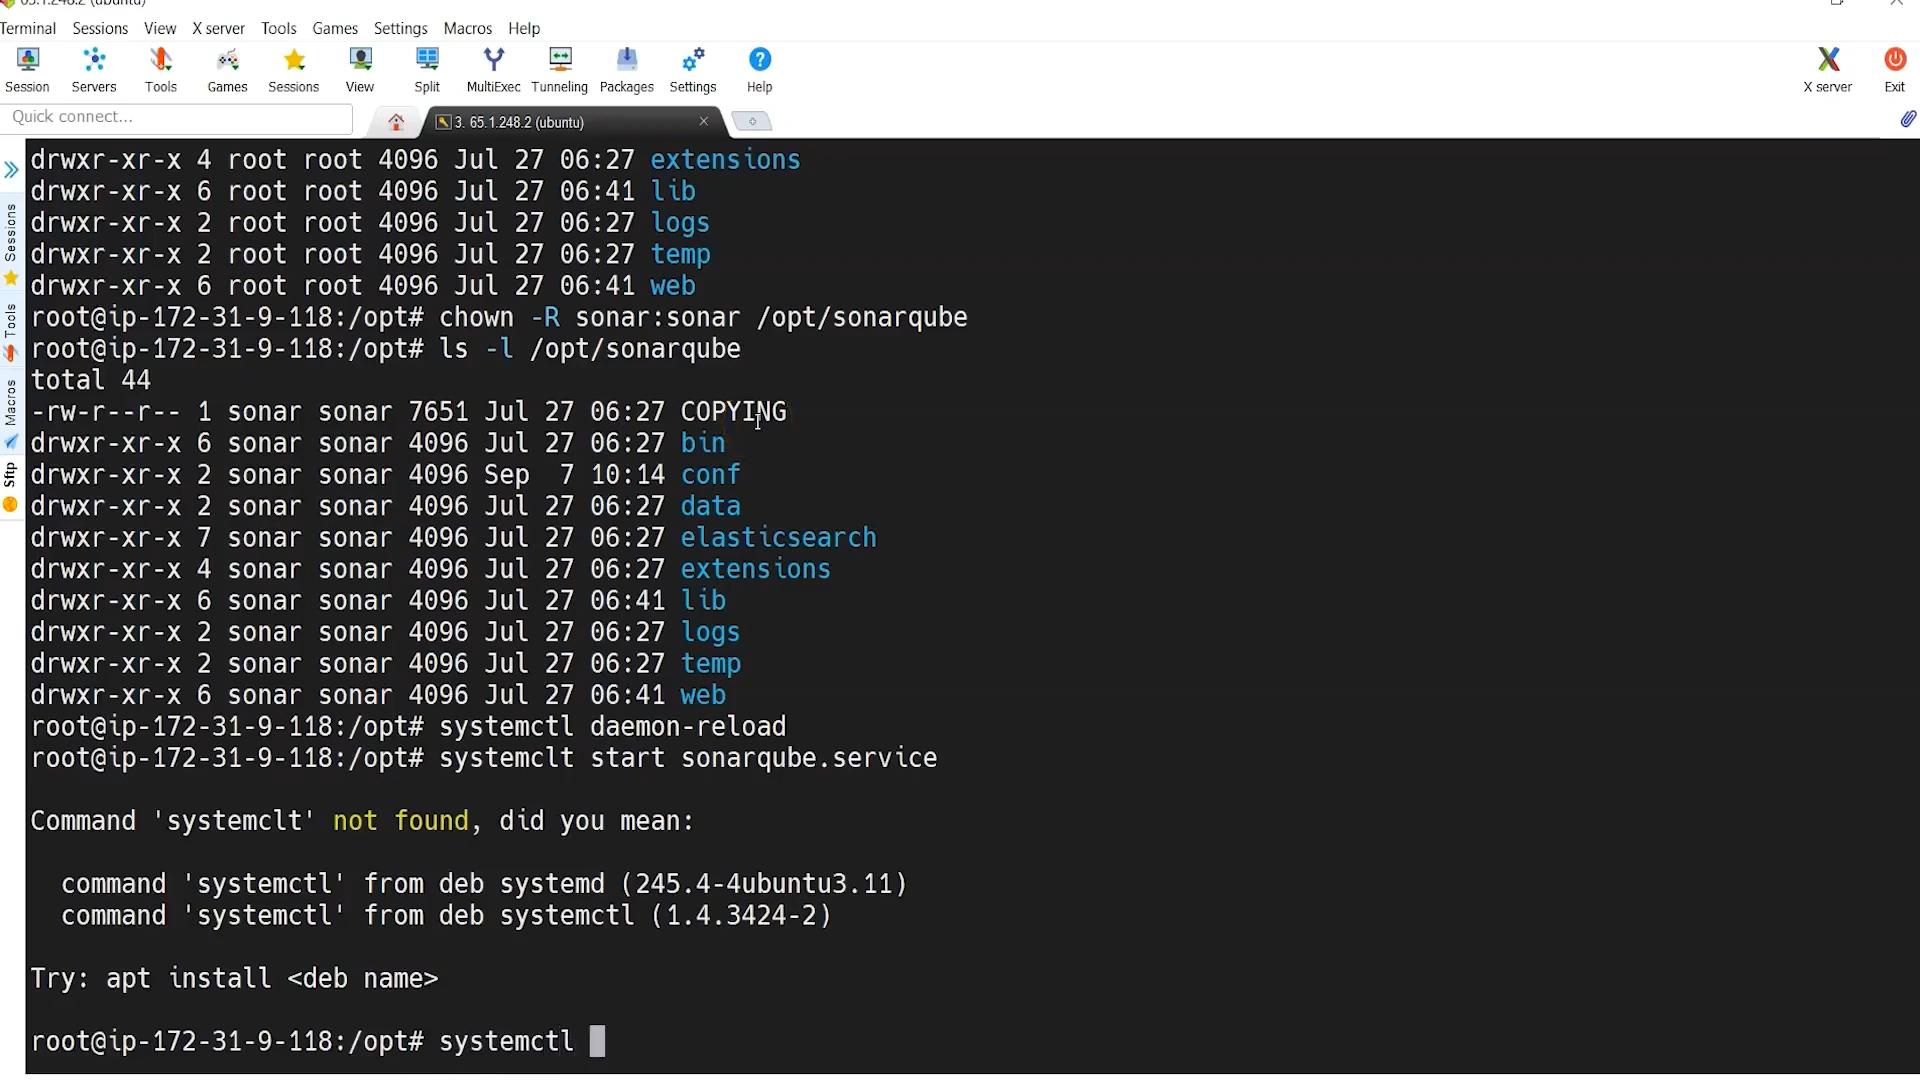 65.1.248.2 (ubuntu)
Terminal Sessions View X server Tools Games Settings Macros Help
Session Servers Tools Games Sessions View Split MultiExec Tunneling Packages Settings Help X server Exit
Quick connect...
3. 65.1.248.2 (ubuntu)
Sessions
Tools
Macros
Sftp
drwxr-xr-x 4 root root 4096 Jul 27 06:27 extensions
drwxr-xr-x 6 root root 4096 Jul 27 06:41 lib
drwxr-xr-x 2 root root 4096 Jul 27 06:27 logs
drwxr-xr-x 2 root root 4096 Jul 27 06:27 temp
drwxr-xr-x 6 root root 4096 Jul 27 06:41 web
root@ip-172-31-9-118:/opt# chown -R sonar:sonar /opt/sonarqube
root@ip-172-31-9-118:/opt# ls -l /opt/sonarqube
total 44
-rw-r--r-- 1 sonar sonar 7651 Jul 27 06:27 COPYING
drwxr-xr-x 6 sonar sonar 4096 Jul 27 06:27 bin
drwxr-xr-x 2 sonar sonar 4096 Sep  7 10:14 conf
drwxr-xr-x 2 sonar sonar 4096 Jul 27 06:27 data
drwxr-xr-x 7 sonar sonar 4096 Jul 27 06:27 elasticsearch
drwxr-xr-x 4 sonar sonar 4096 Jul 27 06:27 extensions
drwxr-xr-x 6 sonar sonar 4096 Jul 27 06:41 lib
drwxr-xr-x 2 sonar sonar 4096 Jul 27 06:27 logs
drwxr-xr-x 2 sonar sonar 4096 Jul 27 06:27 temp
drwxr-xr-x 6 sonar sonar 4096 Jul 27 06:41 web
root@ip-172-31-9-118:/opt# systemctl daemon-reload
root@ip-172-31-9-118:/opt# systemclt start sonarqube.service
Command 'systemclt' not found, did you mean:
command 'systemctl' from deb systemd (245.4-4ubuntu3.11)
command 'systemctl' from deb systemctl (1.4.3424-2)
Try: apt install <deb name>
root@ip-172-31-9-118:/opt# systemctl